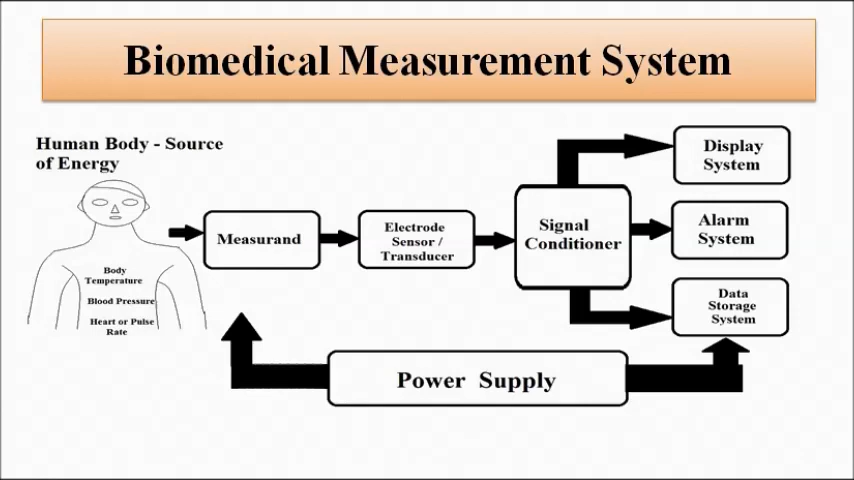 Biomedical Measurement System
Human Body - Source
of Energy
Body
Temperature
Blood Pressure
Heart or Pulse
Rate
Measurand
Electrode
Sensor /
Transducer
Signal
Conditioner
Display
System
Alarm
System
Data
Storage
System
Power Supply